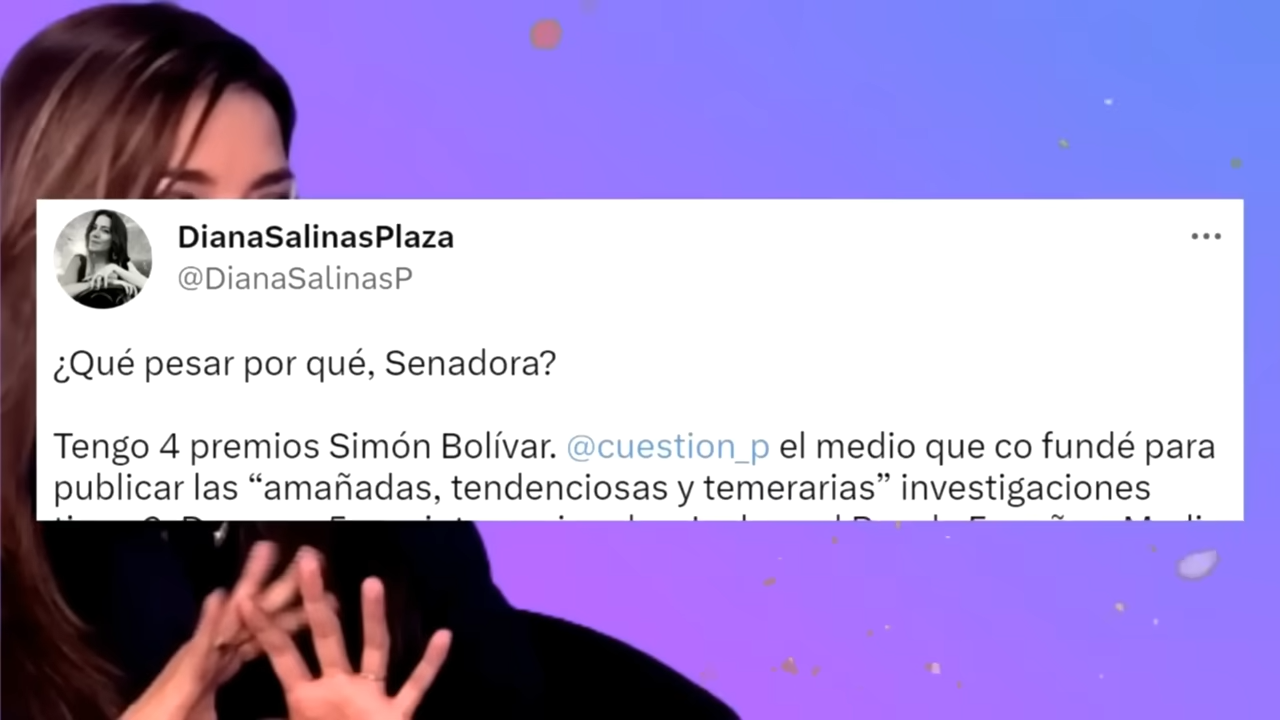 DianaSalinasPlaza
@DianaSalinasP
¿Qué pesar por qué, Senadora?
Tengo 4 premios Simón Bolívar. @cuestion_p el medio que co fundé para
publicar las “amañadas, tendenciosas y temerarias” investigaciones